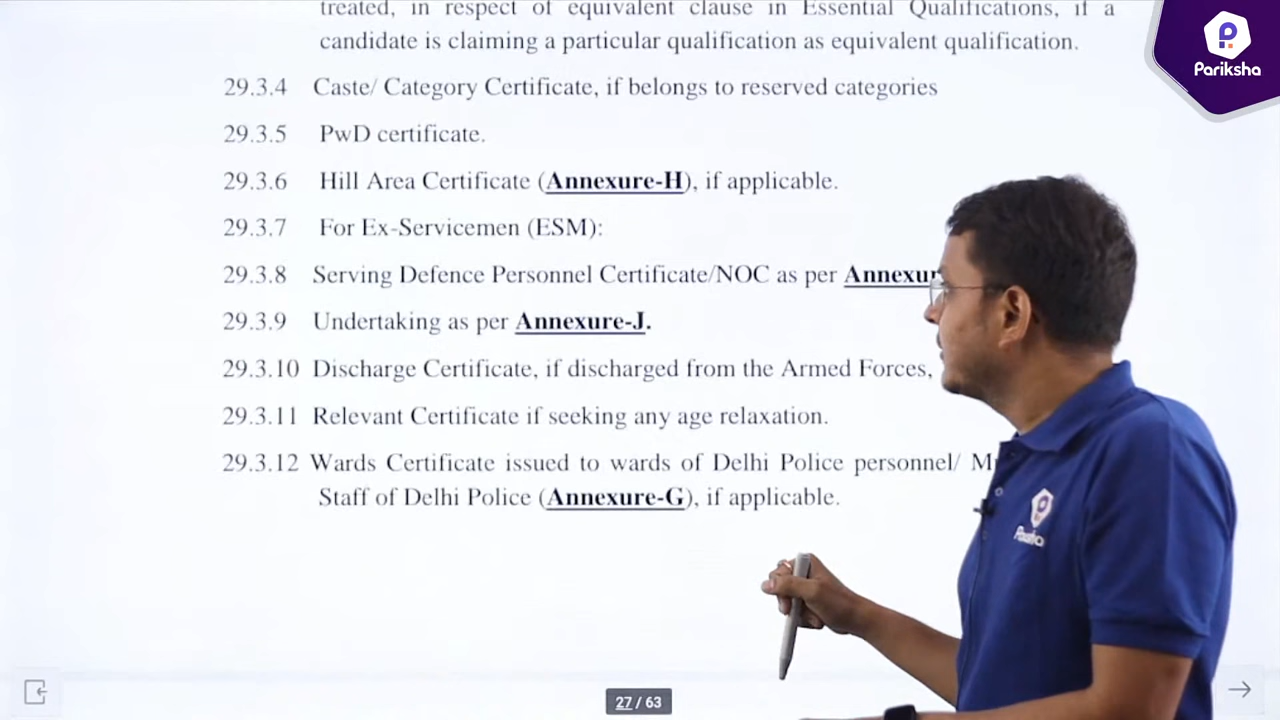 treated, in respect of equivalent clause in Essential Qualifications, if a
Pariksha
candidate is claiming a particular qualification as equivalent qualification.
29.3.4 Caste/ Category Certificate, if belongs to reserved categories
29.3.5 PwD certificate.
29.3.6 Hill Area Certificate (Annexure-H), if applicable.
29.3.7 For Ex-Servicemen (ESM):
29.3.8 Serving Defence Personnel Certificate/NOC as per
29.3.9 Undertaking as per Annexure-J.
29.3.10 Discharge Certificate, if discharged from the Armed Forces,
29.3.11 Relevant Certificate if seeking any age relaxation.
29.3.12 Wards Certificate issued to wards of Delhi Police personnel/
Staff of Delhi Police (Annexure-G), if applicable.
Pariksha
27 / 63